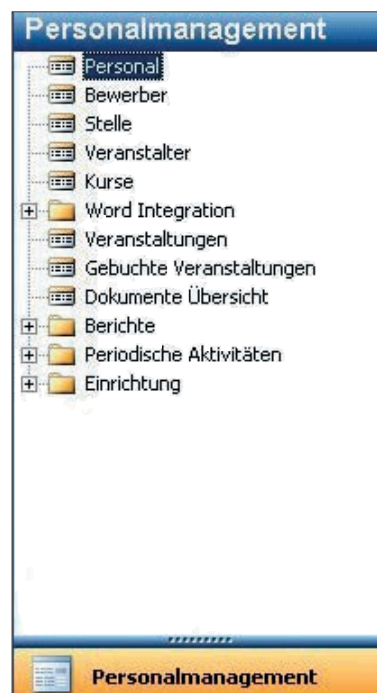 Personalmanagement
Personal
Bewerber
Stelle
Veranstalter
Kurse
Word Integration
Veranstaltungen
Gebuchte Veranstaltungen
Dokumente Übersicht
Berichte
Periodische Aktivitäten
Einrichtung
Personalmanagement